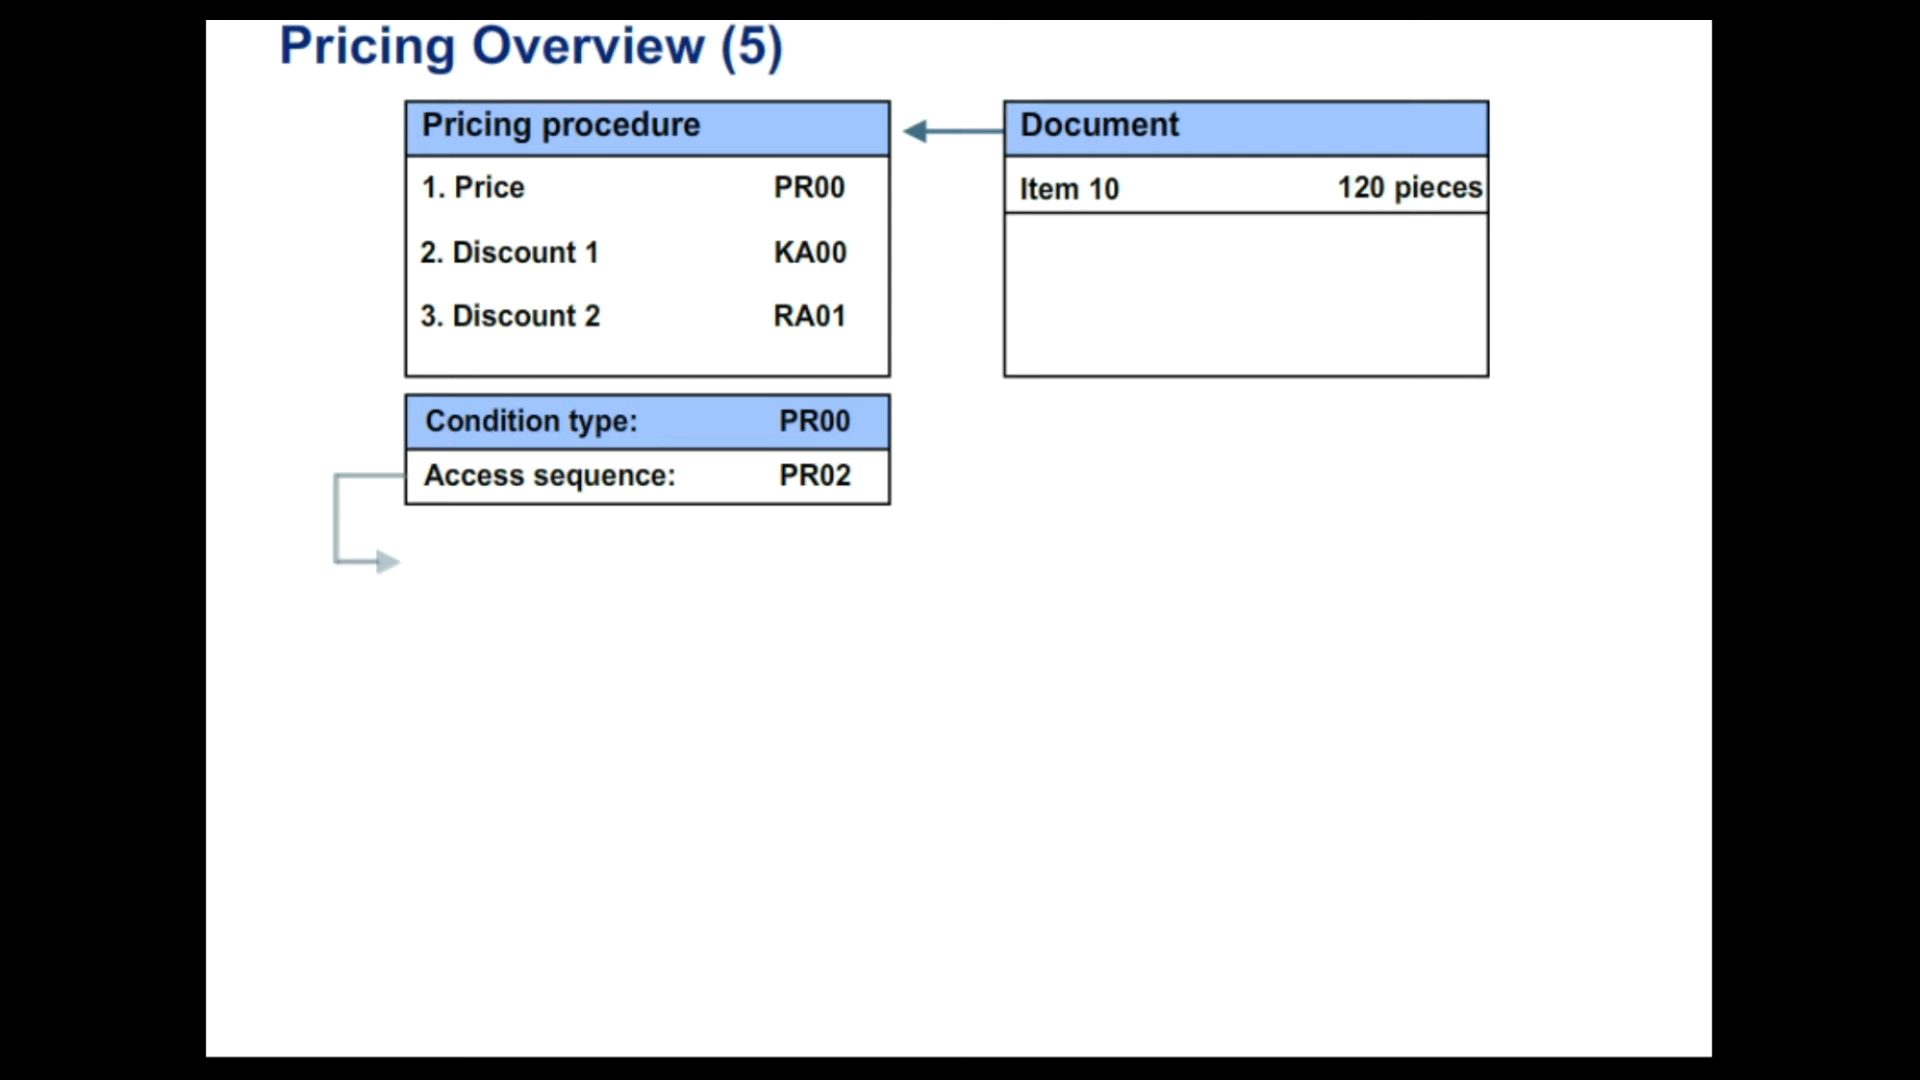 Pricing Overview (5)
Pricing procedure
1. Price PR00
2. Discount 1 KA00
3. Discount 2 RA01
Document
Item 10 120 pieces
Condition type: PR00
Access sequence: PR02